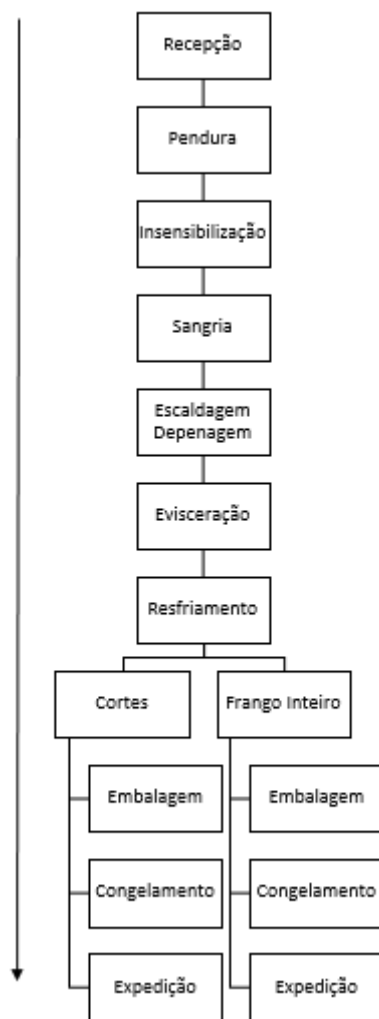 Recepção
Pendura
Insensibilização
Sangria
Escaldagem
Depenagem
Evisceração
Resfriamento
Cortes
Frango Inteiro
Embalagem
Embalagem
Congelamento
Congelamento
Expedição
Expedição